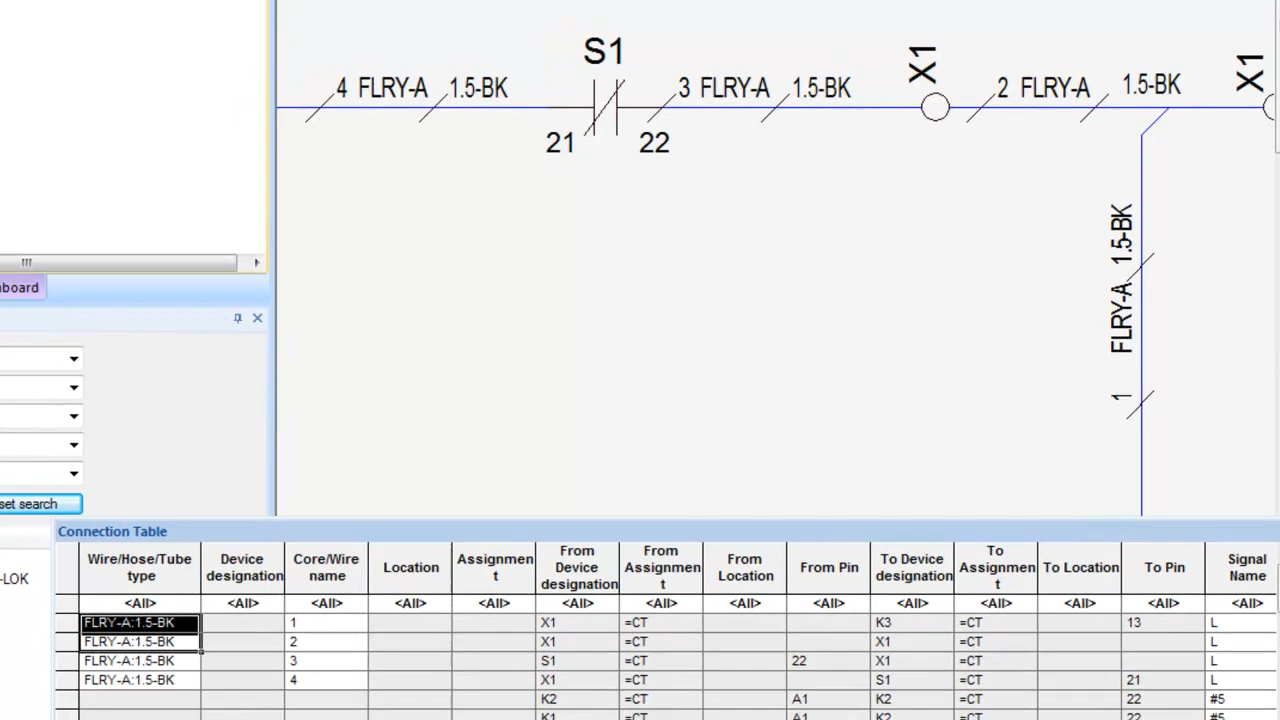 S1
X1
X1
4 FLRY-A 1.5-BK
3 FLRY-A 1.5-BK
2 FLRY-A 1.5-BK
21 22
1 FLRY-A 1.5-BK
board
set search
-LOK
Connection Table
Wire/Hose/Tube type Device designation Core/Wire name Location Assignment From Device designation From Assignment From Location From Pin To Device designation To Assignment To Location To Pin Signal Name
<All> <All> <All> <All> <All> <All> <All> <All> <All> <All> <All> <All> <All> <All>
FLRY-A:1.5-BK 1 X1 =CT K3 =CT 13 L
FLRY-A:1.5-BK 2 X1 =CT X1 =CT L
FLRY-A:1.5-BK 3 S1 =CT 22 X1 =CT L
FLRY-A:1.5-BK 4 X1 =CT S1 =CT 21 L
K2 =CT A1 K2 =CT 22 #5
K1 =CT A1 K2 =CT 22 #5